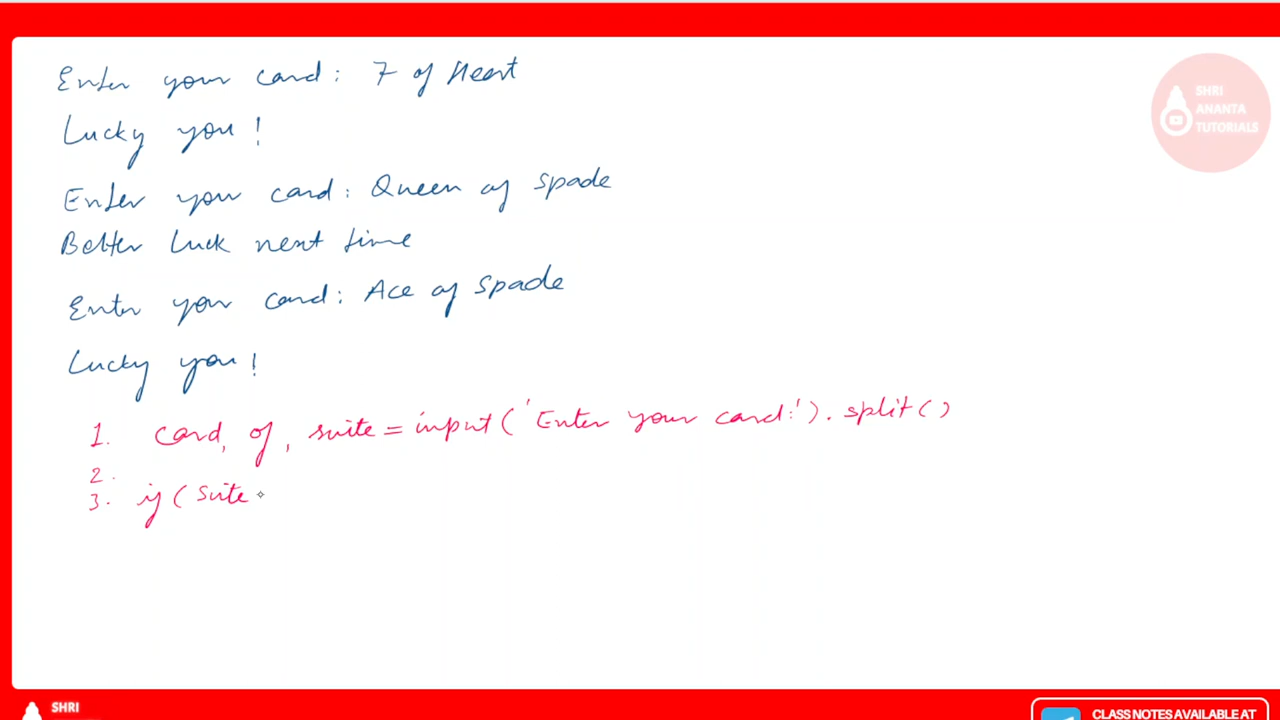 Enter your card: 7 of Heart
Lucky you!
Enter your card: Queen of spade
Better Luck next time
Enter your card: Ace of spade
Lucky you!
1. card, of, suite = input('Enter your card:').split()
2.
3. if (suite
SHRI
ANANTA
TUTORIALS
SHRI
CLASS NOTES AVAILABLE AT